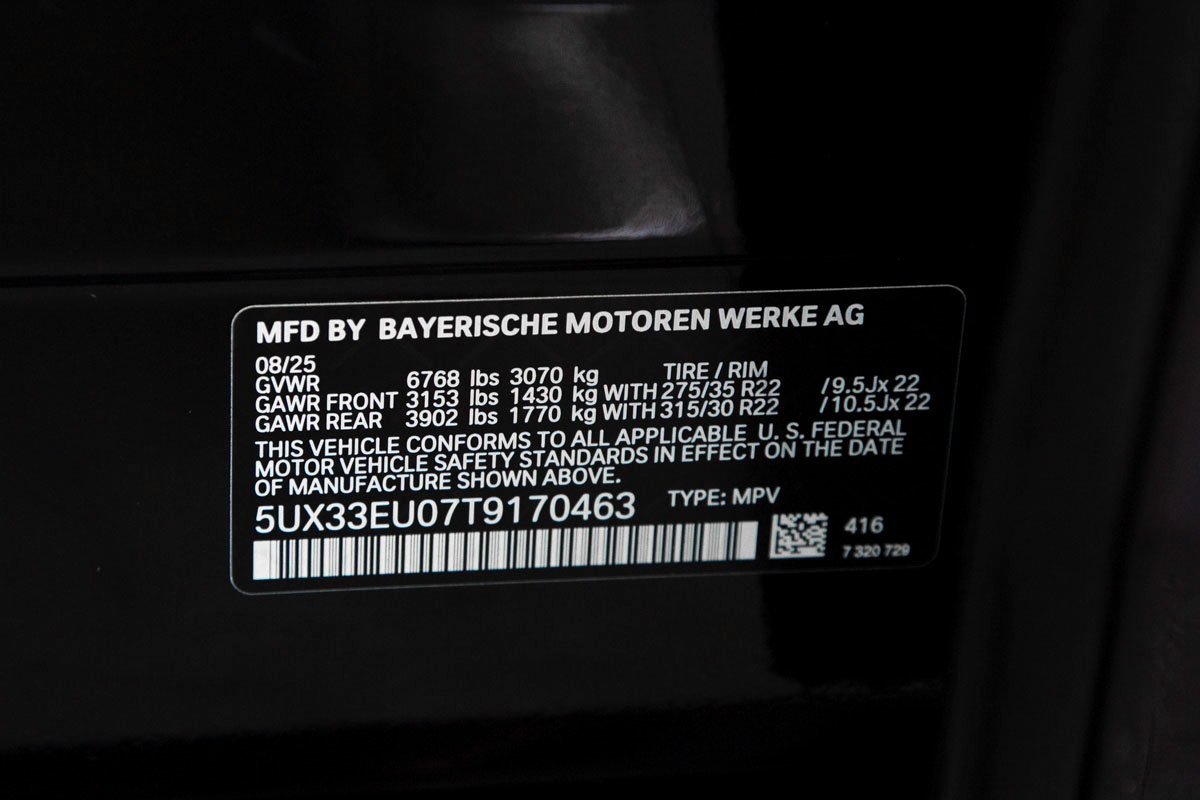 MFD BY BAYERISCHE MOTOREN WERKE AG
08/25
GVWR 6768 lbs 3070 kg TIRE / RIM
GAWR FRONT 3153 lbs 1430 kg WITH 275/35 R22 /9.5Jx 22
GAWR REAR 3902 lbs 1770 kg WITH 315/30 R22 /10.5Jx 22
THIS VEHICLE CONFORMS TO ALL APPLICABLE U. S. FEDERAL
MOTOR VEHICLE SAFETY STANDARDS IN EFFECT ON THE DATE
OF MANUFACTURE SHOWN ABOVE.
5UX33EU07T9170463 TYPE: MPV
416
7 320 729